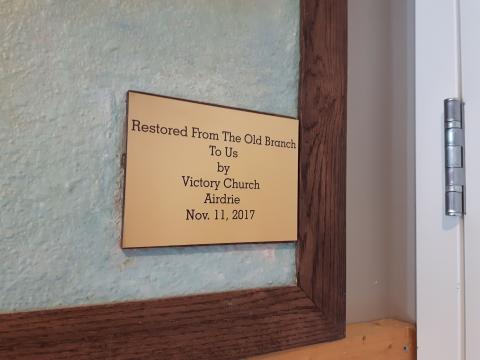 Restored From The Old Branch
To Us
by
Victory Church
Airdrie
Nov. 11, 2017